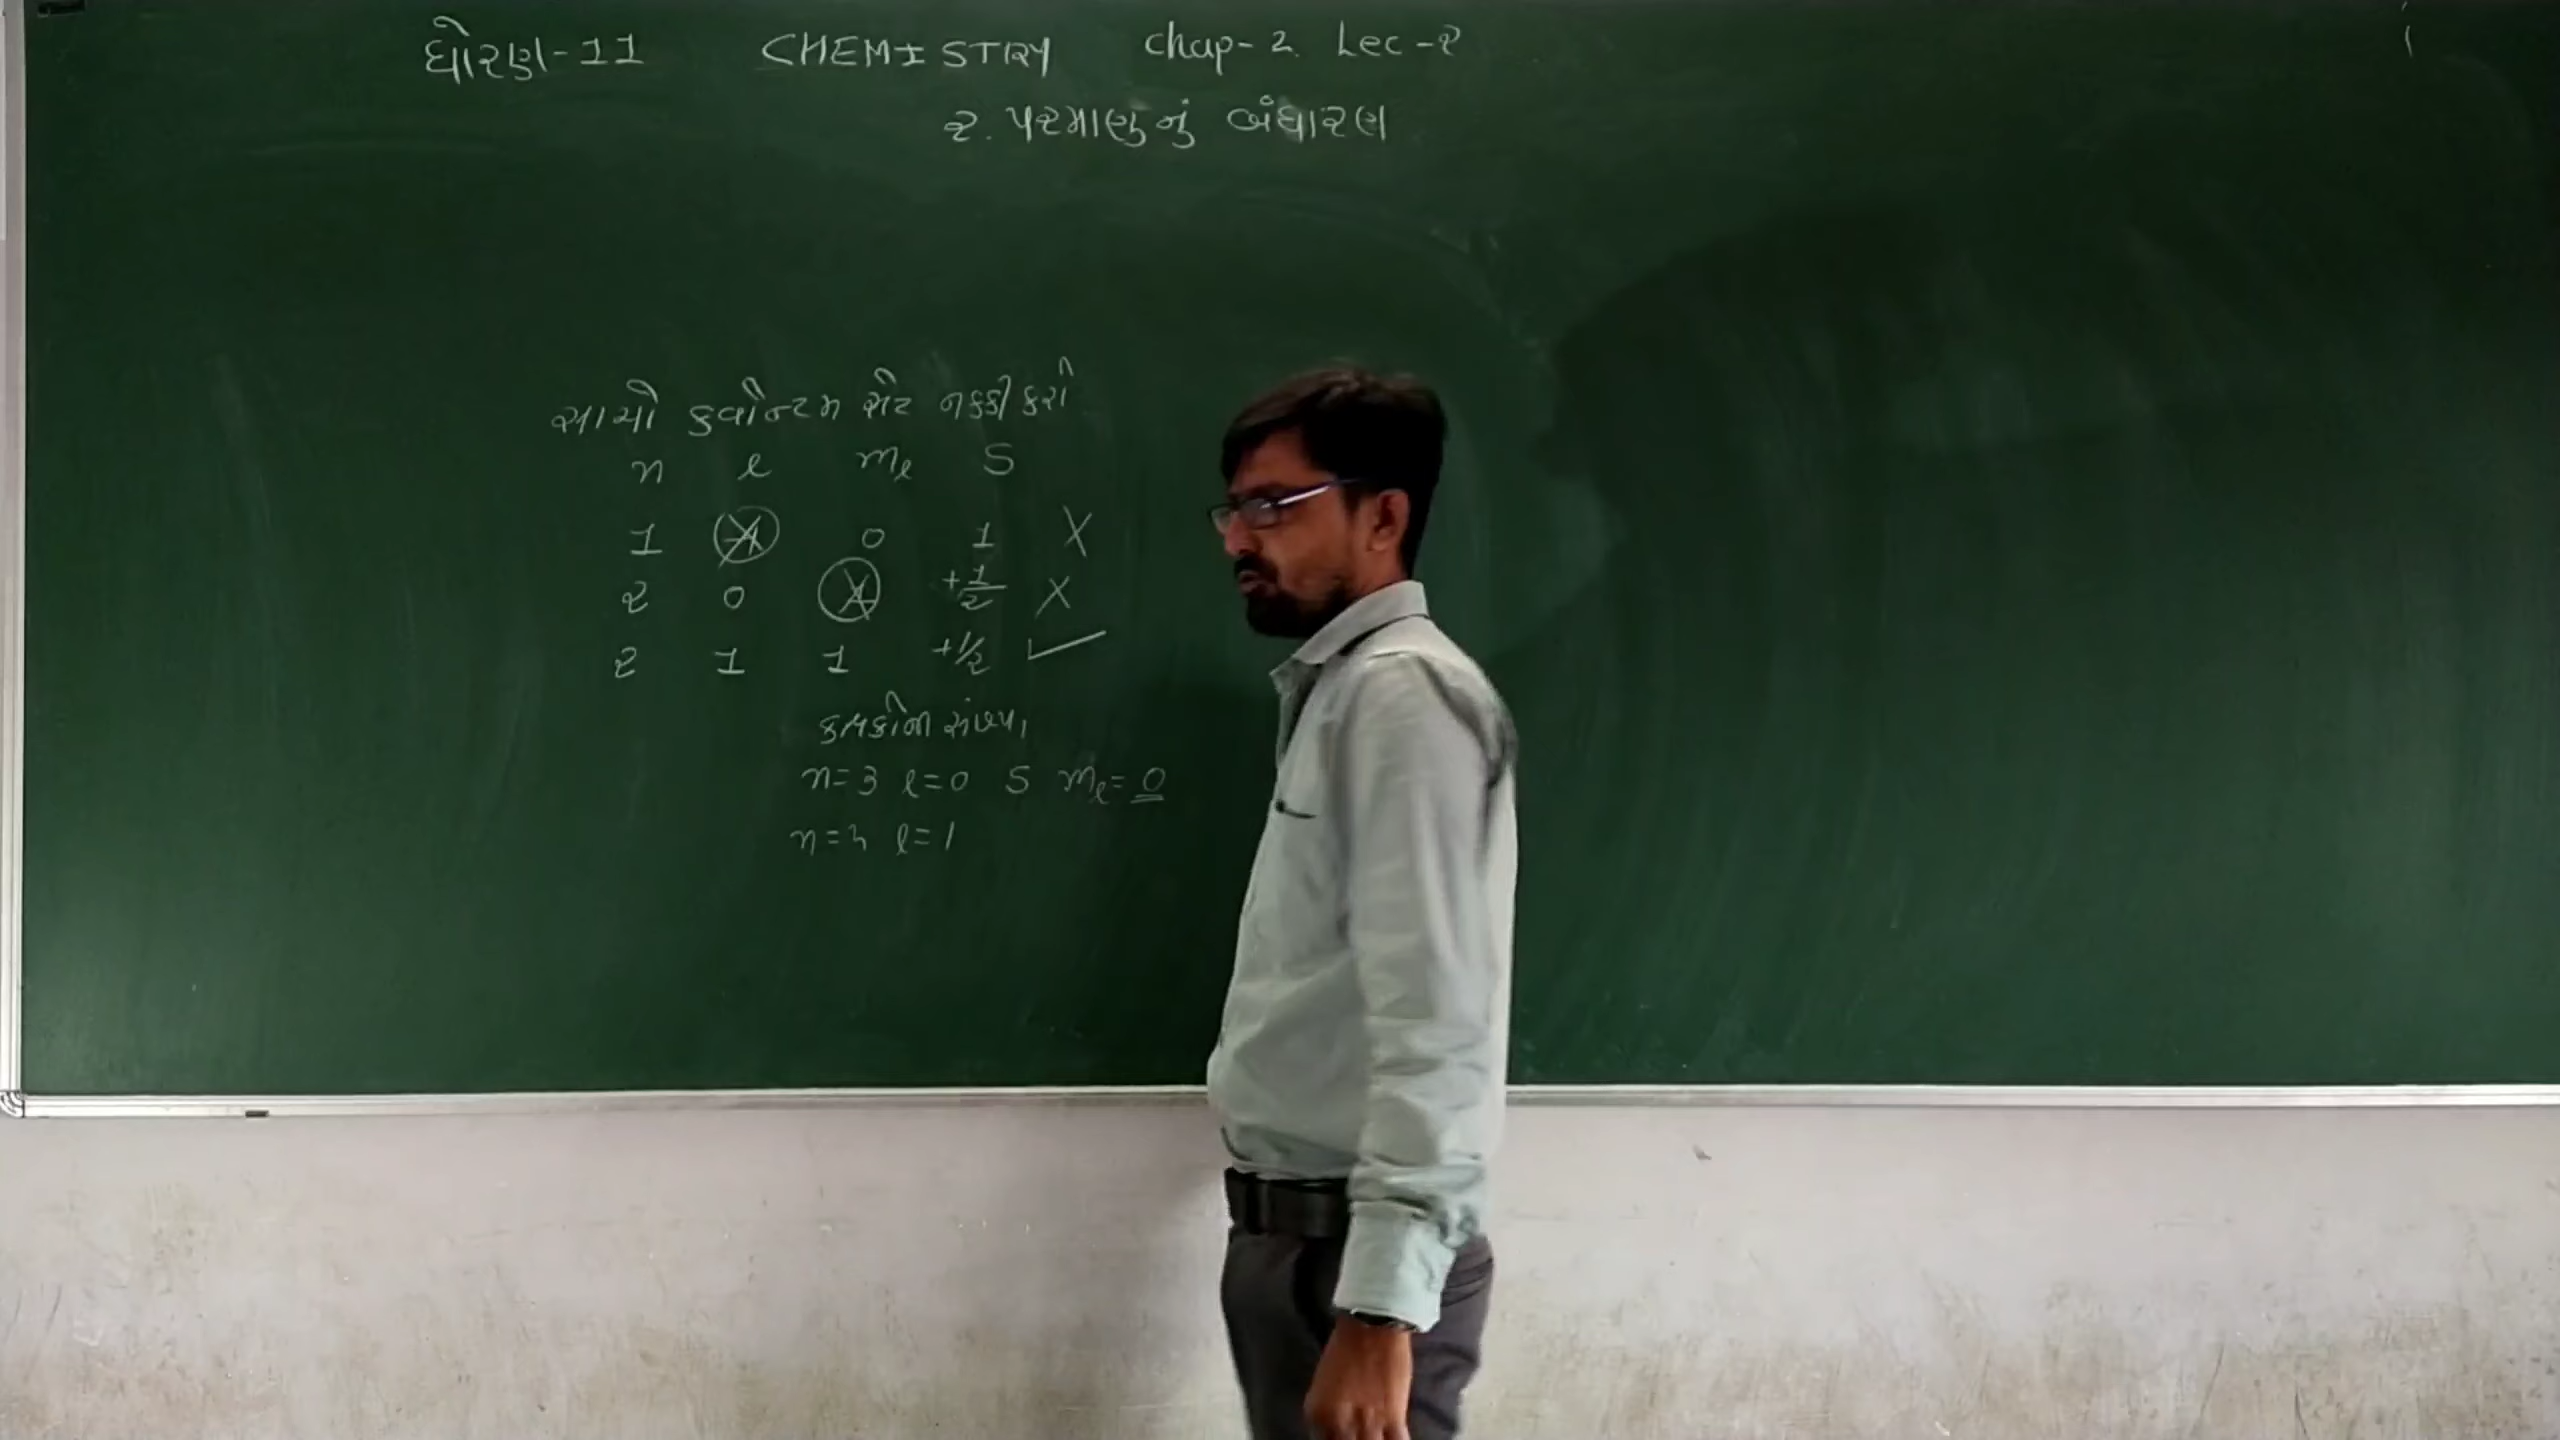 ધોરણ-11 CHEMISTRY chap-2. Lec-૨
૨. પરમાણુનું બંધારણ
સાચો કવોન્ટમ સેટ નક્કી કરો
n l mₗ S
1 1 0 1 X
૨ 0 1 +1/૨ X
૨ 1 1 +1/૨ ✓
કક્ષકોની સંખ્યા
n=3 l=0 S mₗ=0
l=1